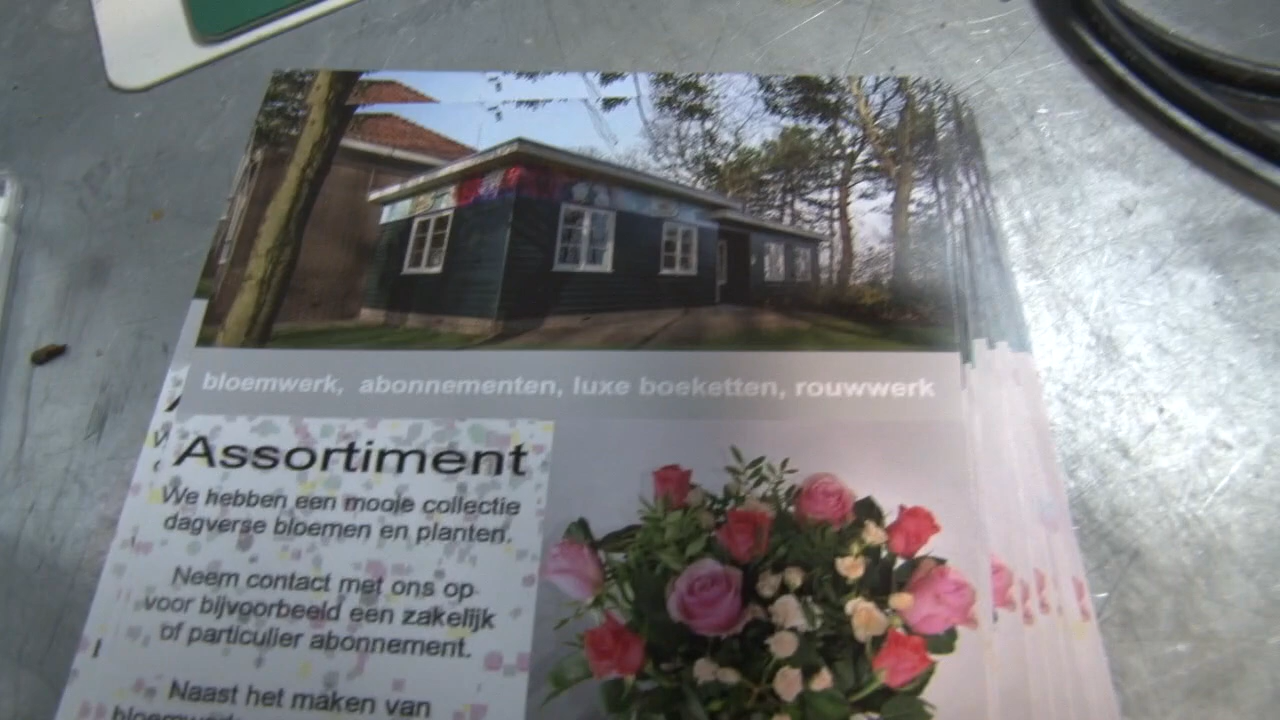 bloemwerk, abonnementen, luxe boeketten, rouwwerk
Assortiment
We hebben een mooie collectie
dagverse bloemen en planten.
Neem contact met ons op
voor bijvoorbeeld een zakelijk
of particulier abonnement.
Naast het maken van